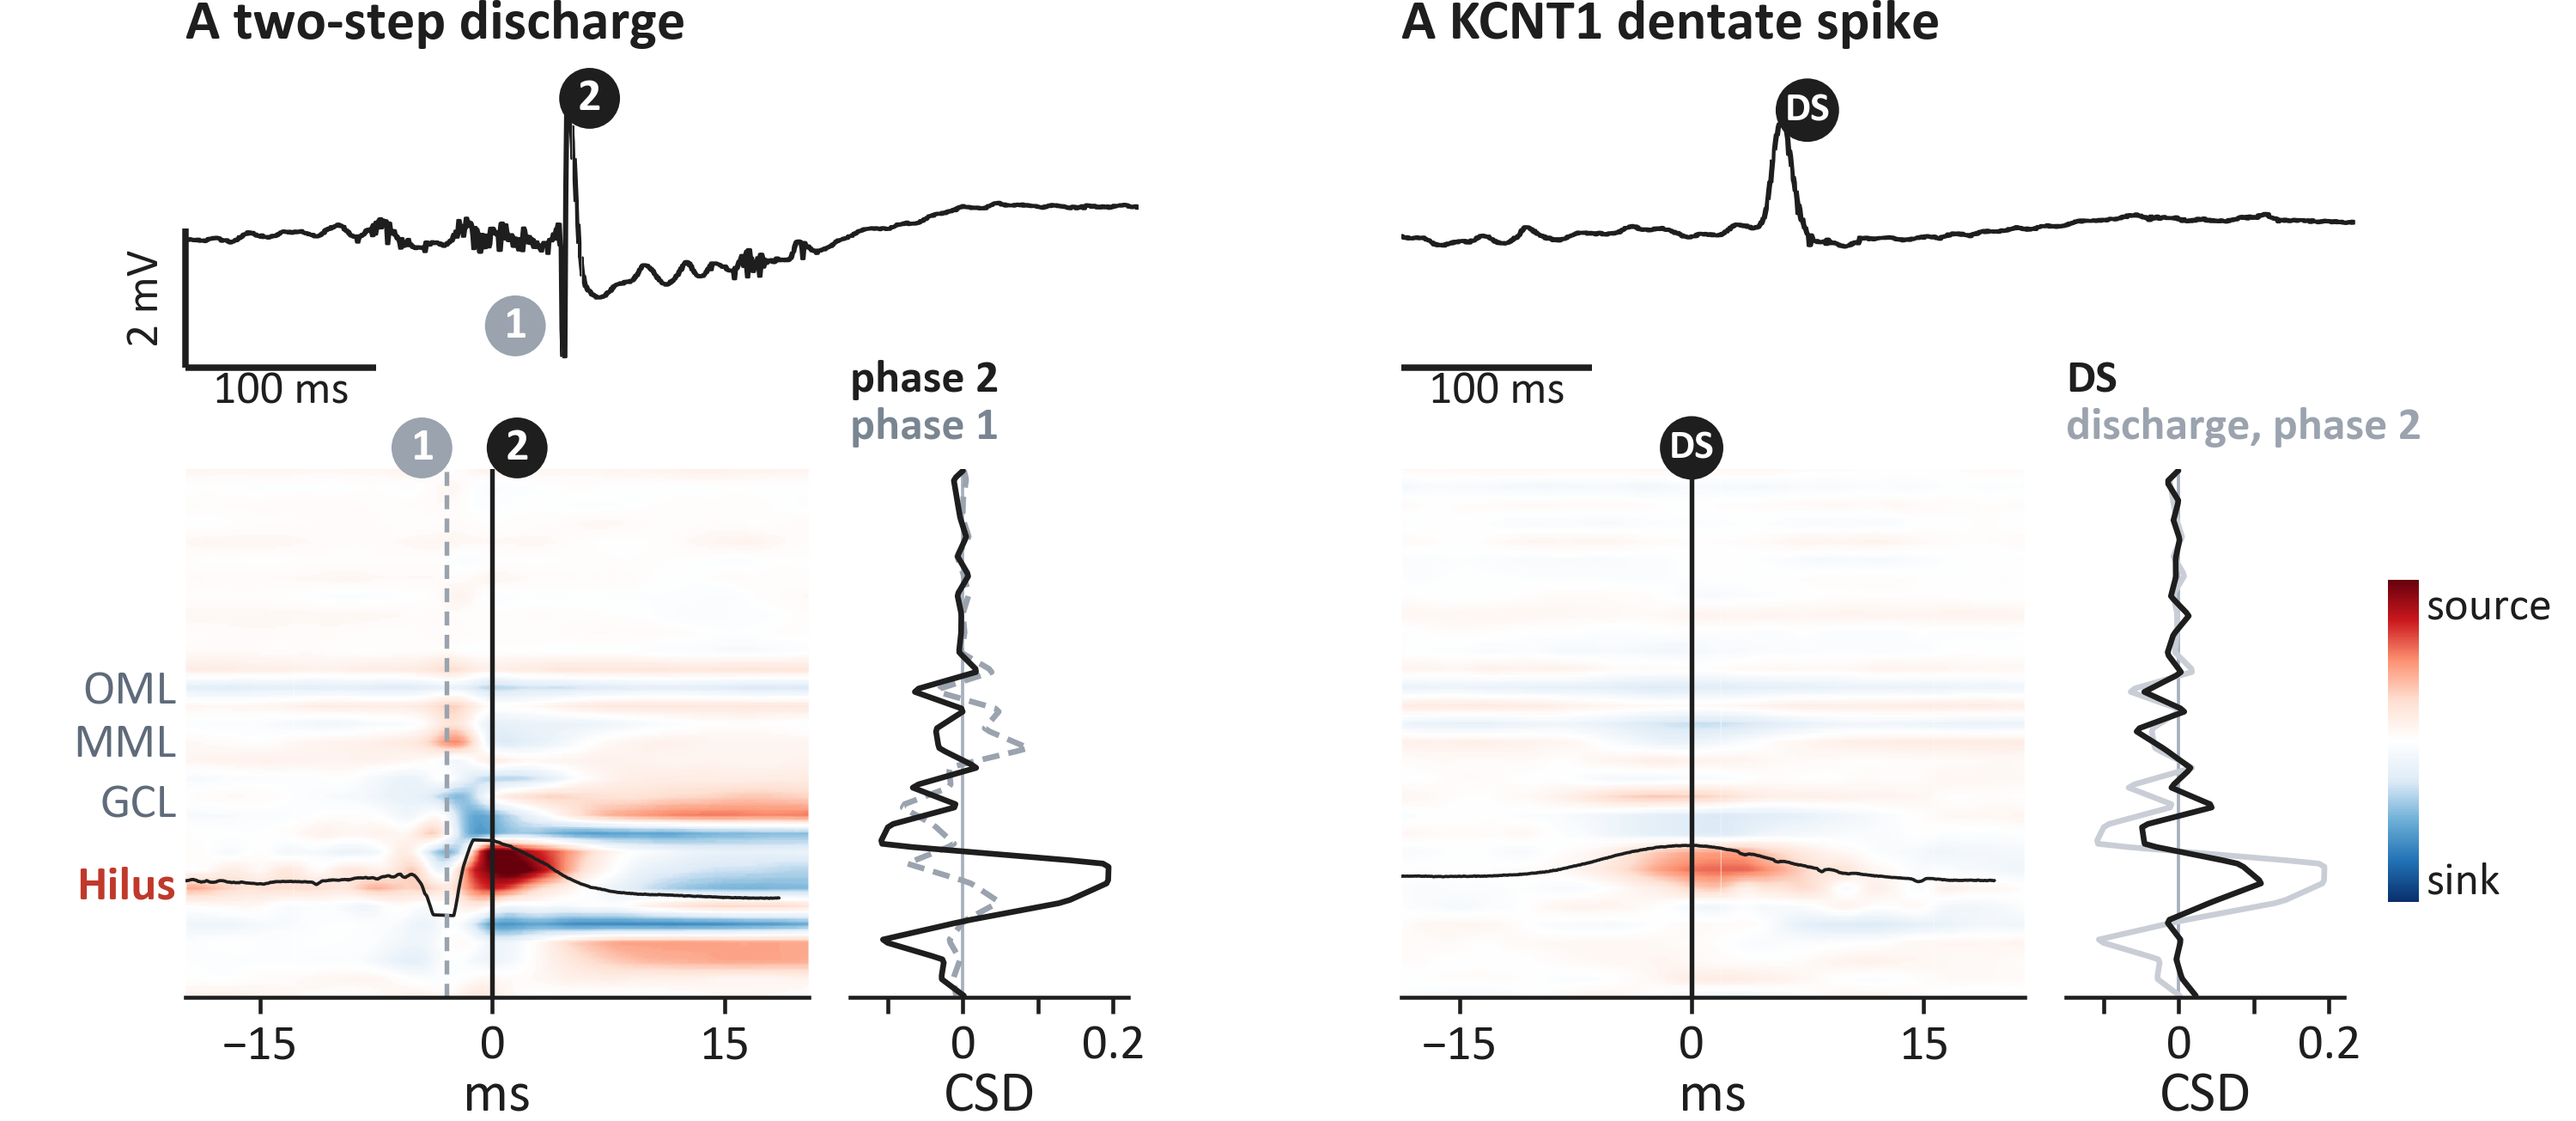 A two-step discharge
A KCNT1 dentate spike
2
DS
1
2 mV
100 ms
100 ms
phase 2
phase 1
DS
discharge, phase 2
1
2
DS
OML
MML
GCL
Hilus
source
sink
−15
0
15
0
0.2
−15
0
15
0
0.2
ms
CSD
ms
CSD